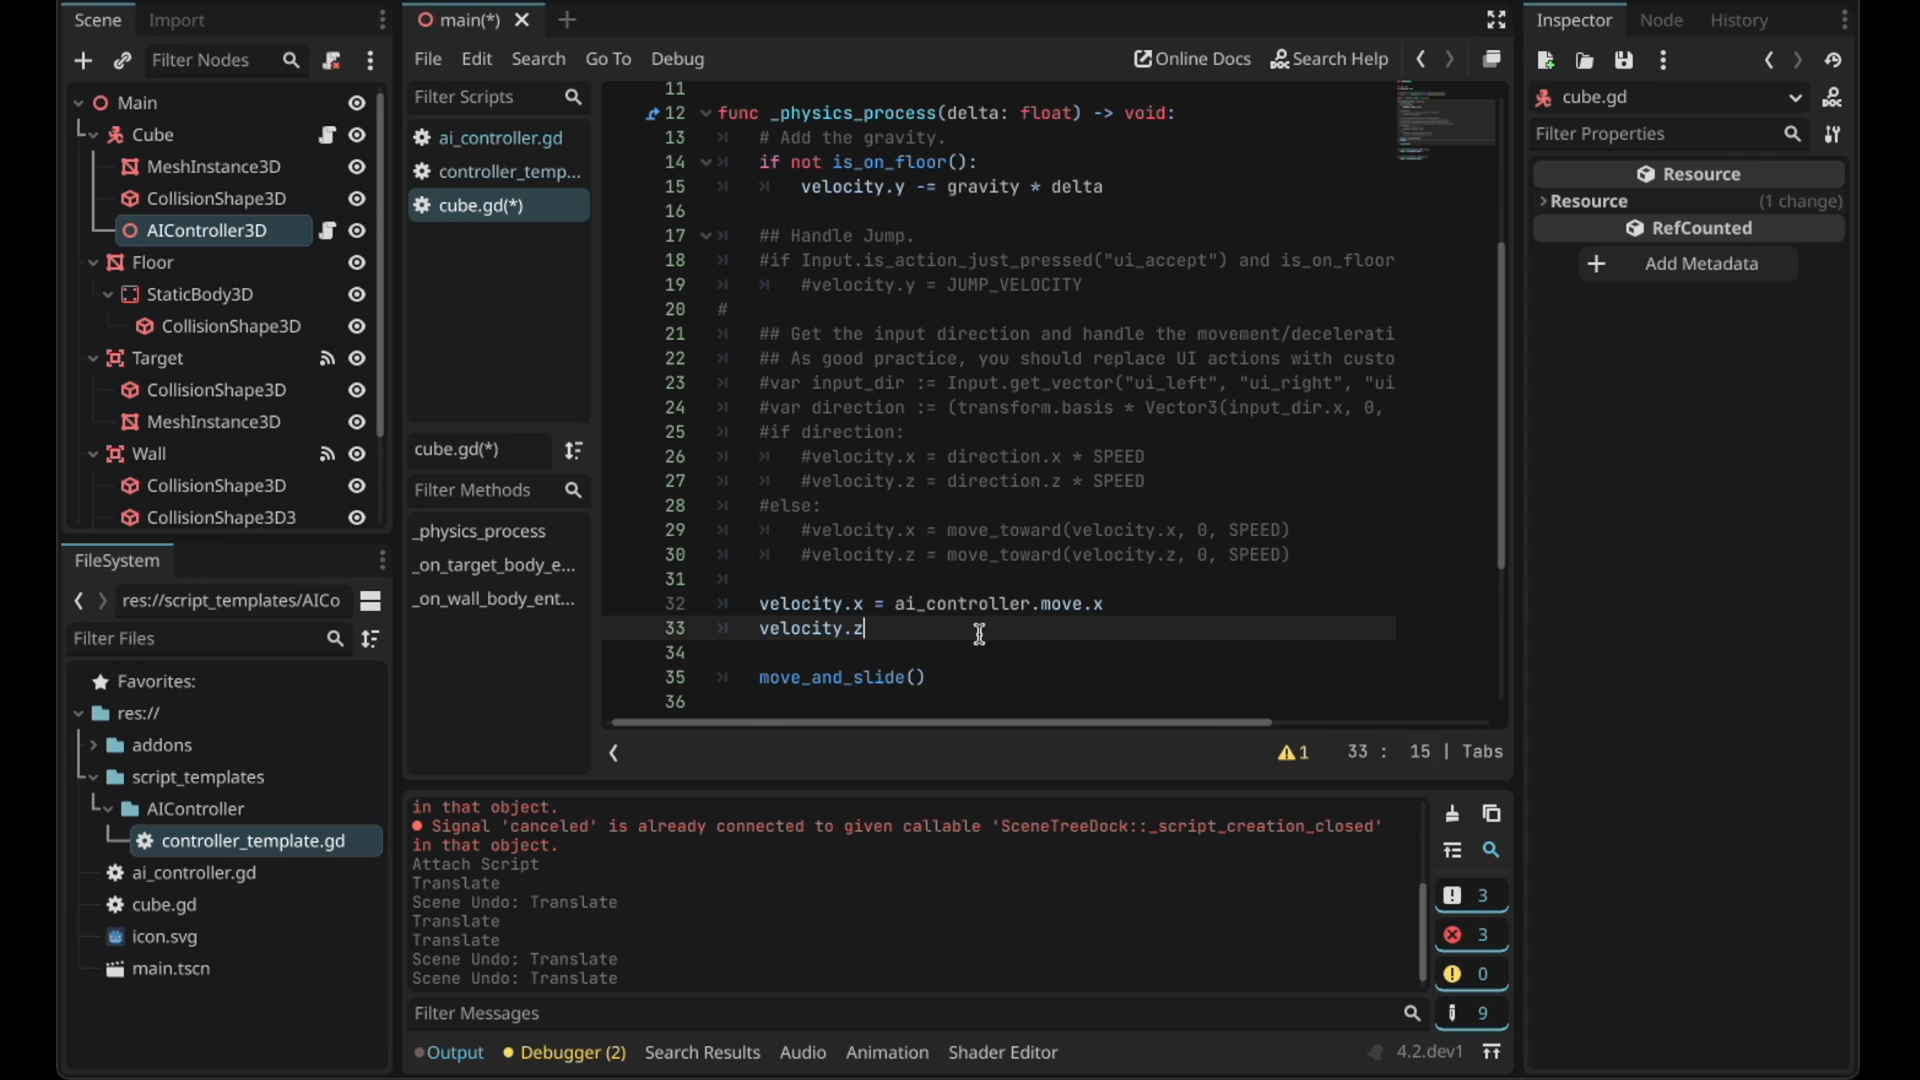 Scene
Import
Filter Nodes
Main
Cube
MeshInstance3D
CollisionShape3D
AIController3D
Floor
StaticBody3D
CollisionShape3D
Target
CollisionShape3D
MeshInstance3D
Wall
CollisionShape3D
CollisionShape3D3
FileSystem
res://script_templates/AICo
Filter Files
Favorites:
res://
addons
script_templates
AIController
controller_template.gd
ai_controller.gd
cube.gd
icon.svg
main.tscn
main(*)
File Edit Search Go To Debug
Online Docs
Search Help
Filter Scripts
ai_controller.gd
controller_temp...
cube.gd(*)
cube.gd(*)
Filter Methods
_physics_process
_on_target_body_e...
_on_wall_body_ent...
11
12 func _physics_process(delta: float) -> void:
13 # Add the gravity.
14 if not is_on_floor():
15 velocity.y -= gravity * delta
16
17 ## Handle Jump.
18 #if Input.is_action_just_pressed("ui_accept") and is_on_floor
19 #velocity.y = JUMP_VELOCITY
20 #
21 ## Get the input direction and handle the movement/decelerati
22 ## As good practice, you should replace UI actions with custo
23 #var input_dir := Input.get_vector("ui_left", "ui_right", "ui
24 #var direction := (transform.basis * Vector3(input_dir.x, 0,
25 #if direction:
26 #velocity.x = direction.x * SPEED
27 #velocity.z = direction.z * SPEED
28 #else:
29 #velocity.x = move_toward(velocity.x, 0, SPEED)
30 #velocity.z = move_toward(velocity.z, 0, SPEED)
31
32 velocity.x = ai_controller.move.x
33 velocity.z
34
35 move_and_slide()
36
1
33 : 15 | Tabs
in that object.
Signal 'canceled' is already connected to given callable 'SceneTreeDock::_script_creation_closed'
in that object.
Attach Script
Translate
Scene Undo: Translate
Translate
Translate
Scene Undo: Translate
Scene Undo: Translate
3
3
0
9
Filter Messages
Output
Debugger (2)
Search Results
Audio
Animation
Shader Editor
4.2.dev1
Inspector
Node
History
cube.gd
Filter Properties
Resource
Resource (1 change)
RefCounted
Add Metadata